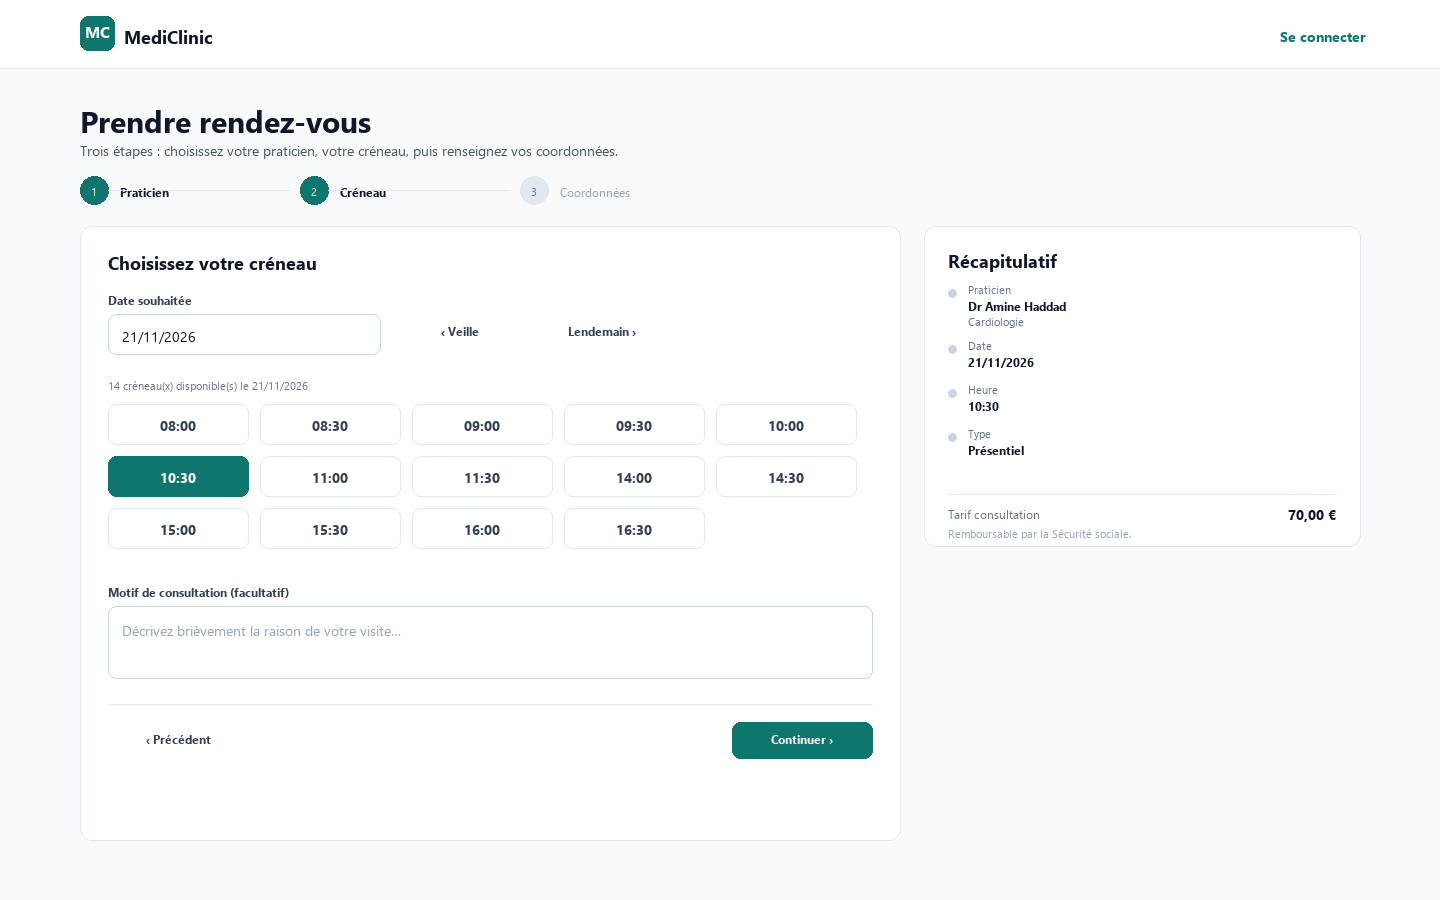 MC
MediClinic
Se connecter
Prendre rendez-vous
Trois étapes : choisissez votre praticien, votre créneau, puis renseignez vos coordonnées.
1 Praticien
2 Créneau
3 Coordonnées
Choisissez votre créneau
Date souhaitée
21/11/2026
‹ Veille
Lendemain ›
14 créneau(x) disponible(s) le 21/11/2026
08:00 08:30 09:00 09:30 10:00
10:30 11:00 11:30 14:00 14:30
15:00 15:30 16:00 16:30
Motif de consultation (facultatif)
Décrivez brièvement la raison de votre visite...
‹ Précédent
Continuer ›
Récapitulatif
Praticien
Dr Amine Haddad
Cardiologie
Date
21/11/2026
Heure
10:30
Type
Présentiel
Tarif consultation 70,00 €
Remboursable par la Sécurité sociale.